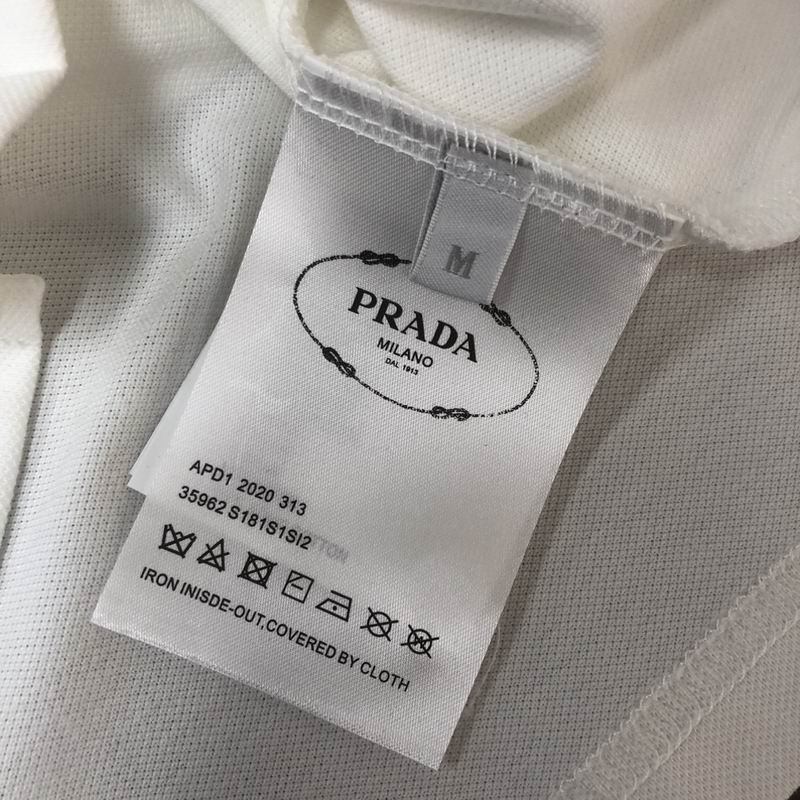 M
PRADA
MILANO
DAL 1913
APD1 2020 313
35962 S181S1SI2
IRON INISDE-OUT,COVERED BY CLOTH